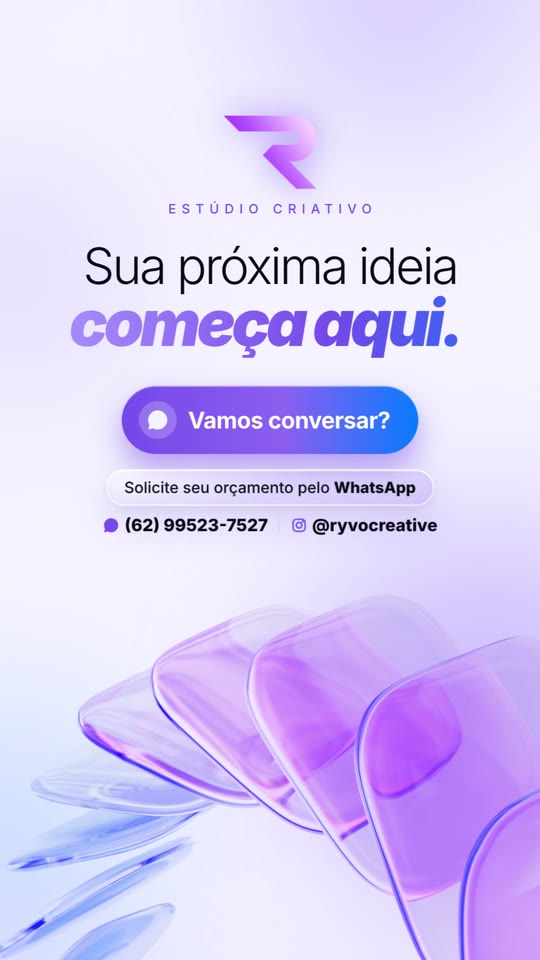 ESTÚDIO CRIATIVO
Sua próxima ideia
começa aqui.
Vamos conversar?
Solicite seu orçamento pelo WhatsApp
(62) 99523-7527 @ryvocreative